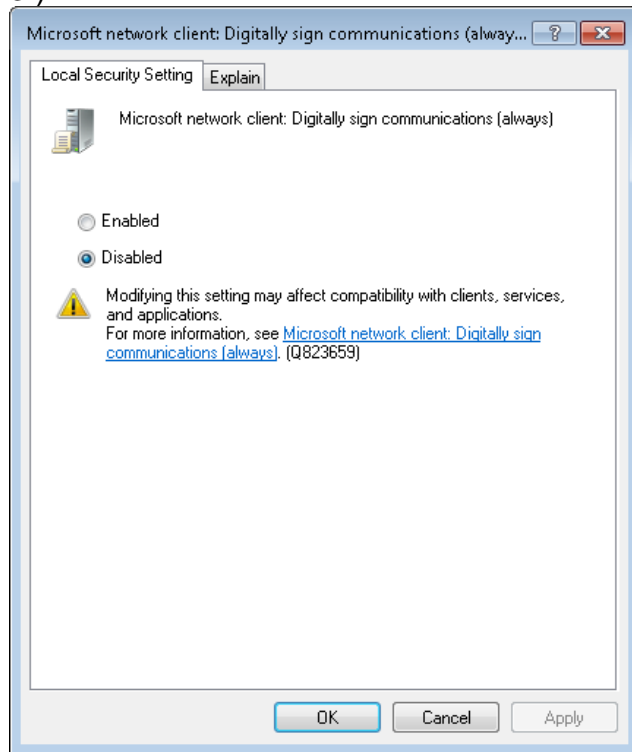 Microsoft network client: Digitally sign communications (alway...
Local Security Setting
Explain
Microsoft network client: Digitally sign communications (always)
Enabled
Disabled
Modifying this setting may affect compatibility with clients, services,
and applications.
For more information, see Microsoft network client: Digitally sign
communications (always). (Q823659)
OK
Cancel
Apply